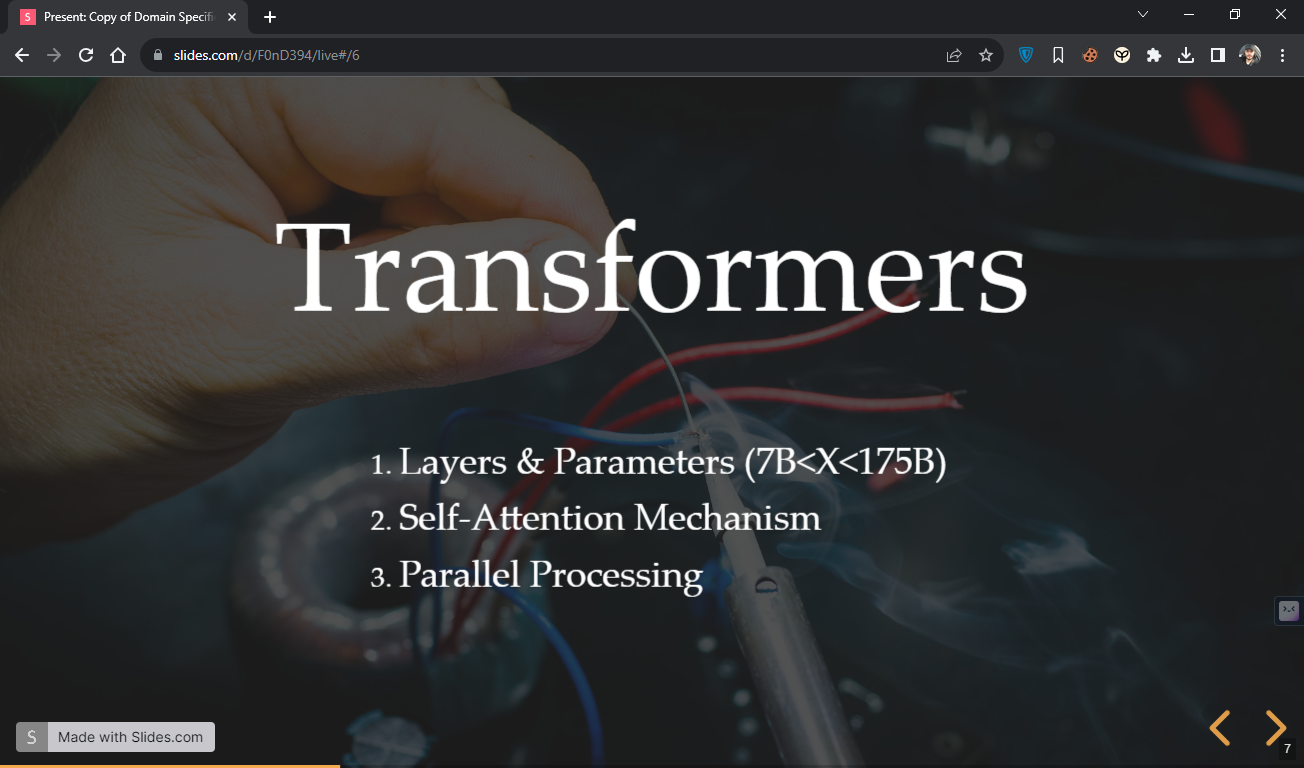 S Present: Copy of Domain Specifi
slides.com/d/F0nD394/live#/6
Transformers
1. Layers & Parameters (7B<X<175B)
2. Self-Attention Mechanism
3. Parallel Processing
S Made with Slides.com
7